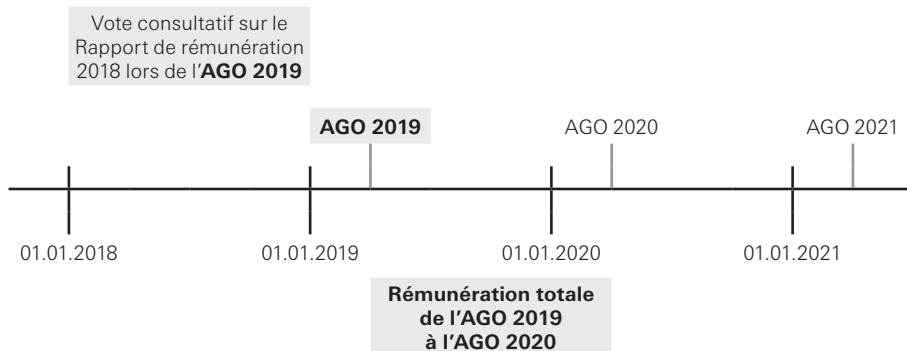 Vote consultatif sur le
Rapport de rémunération
2018 lors de l'AGO 2019
AGO 2019
AGO 2020
AGO 2021
01.01.2018
01.01.2019
01.01.2020
01.01.2021
Rémunération totale
de l'AGO 2019
à l'AGO 2020